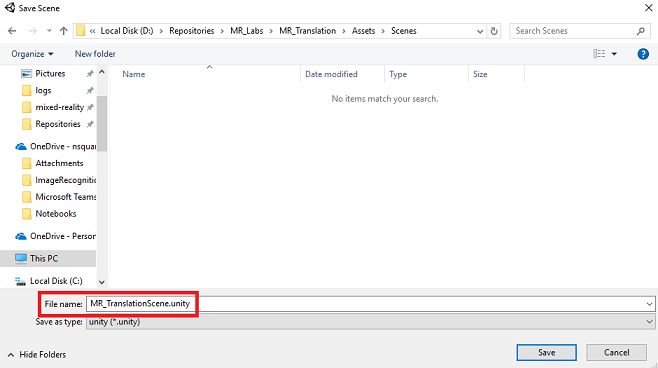 Save Scene
« Local Disk (D:) › Repositories › MR_Labs › MR_Translation › Assets › Scenes
Search Scenes
Organize
New folder
?
Name
Date modified
Type
Size
No items match your search.
Pictures
logs
mixed-reality
Repositories
OneDrive - nsquar
Attachments
ImageRecognitic
Microsoft Teams
Notebooks
OneDrive - Person
This PC
Local Disk (C:)
File name: MR_TranslationScene.unity
Save as type: unity (*.unity)
Hide Folders
Save
Cancel